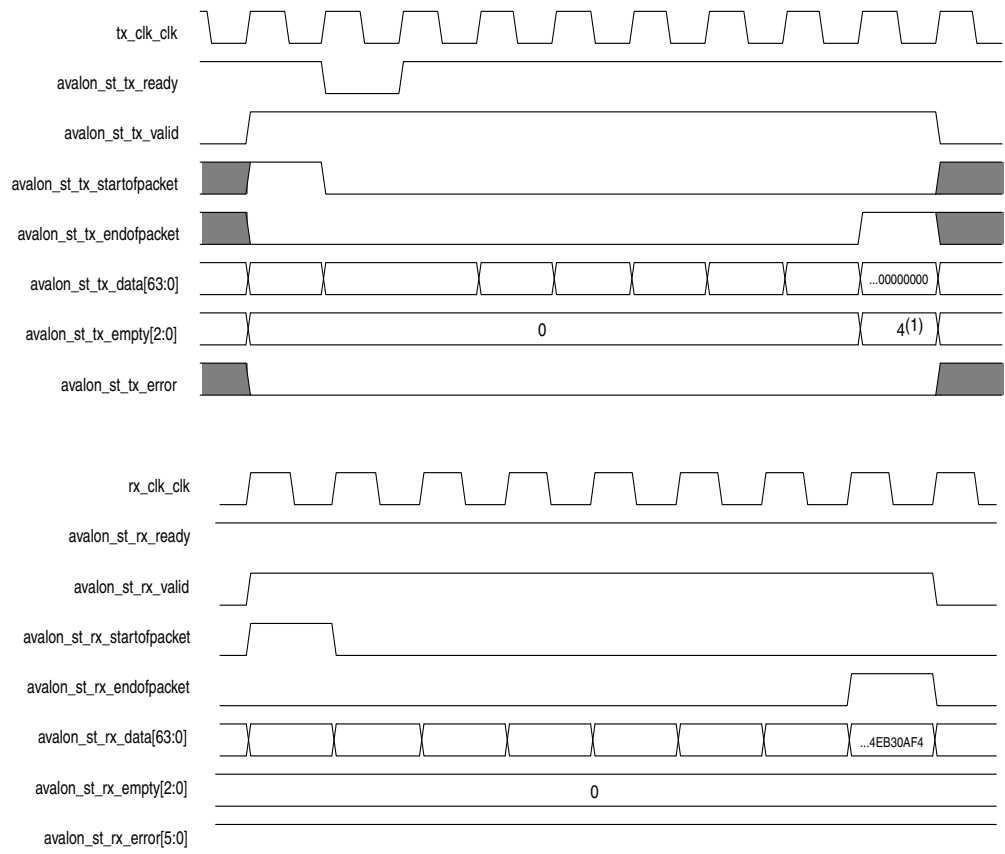 tx_clk_clk
avalon_st_tx_ready
avalon_st_tx_valid
avalon_st_tx_startofpacket
avalon_st_tx_endofpacket
avalon_st_tx_data[63:0]
...00000000
avalon_st_tx_empty[2:0]
0
4(1)
avalon_st_tx_error
rx_clk_clk
avalon_st_rx_ready
avalon_st_rx_valid
avalon_st_rx_startofpacket
avalon_st_rx_endofpacket
avalon_st_rx_data[63:0]
...4EB30AF4
avalon_st_rx_empty[2:0]
0
avalon_st_rx_error[5:0]